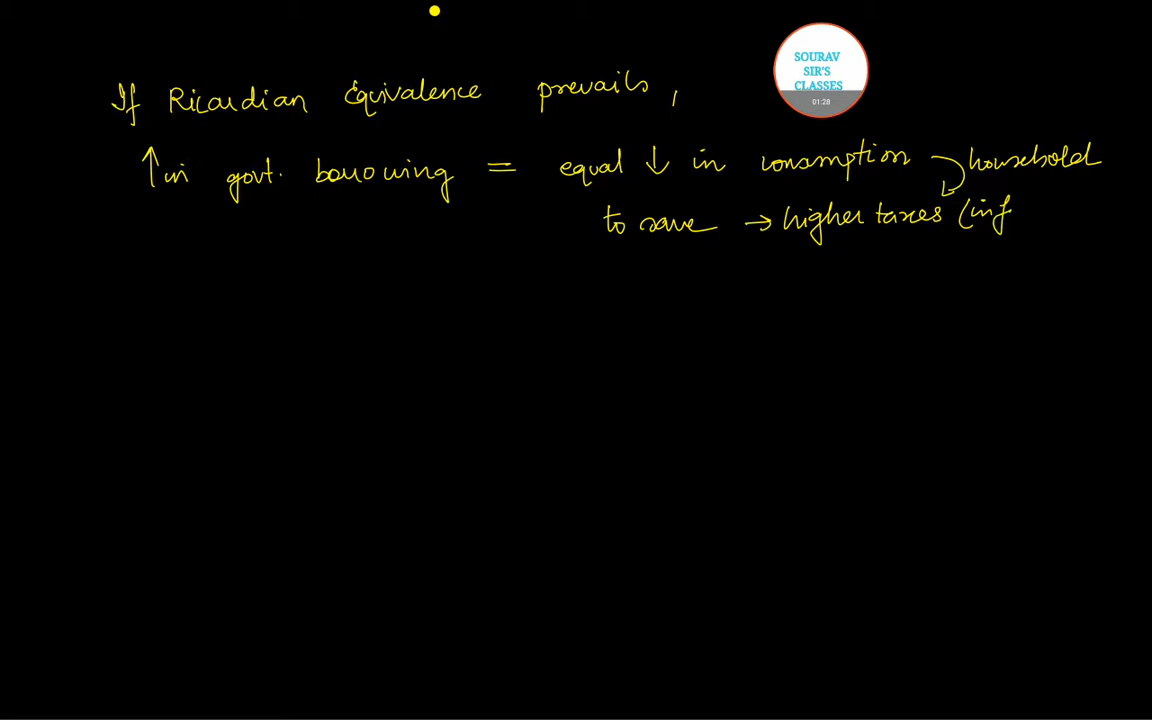 SOURAV
SIR'S
CLASSES
01:28
If Ricardian Equivalence prevails,
↑ in govt. borrowing = equal ↓ in consumption → household
to save → higher taxes (inf